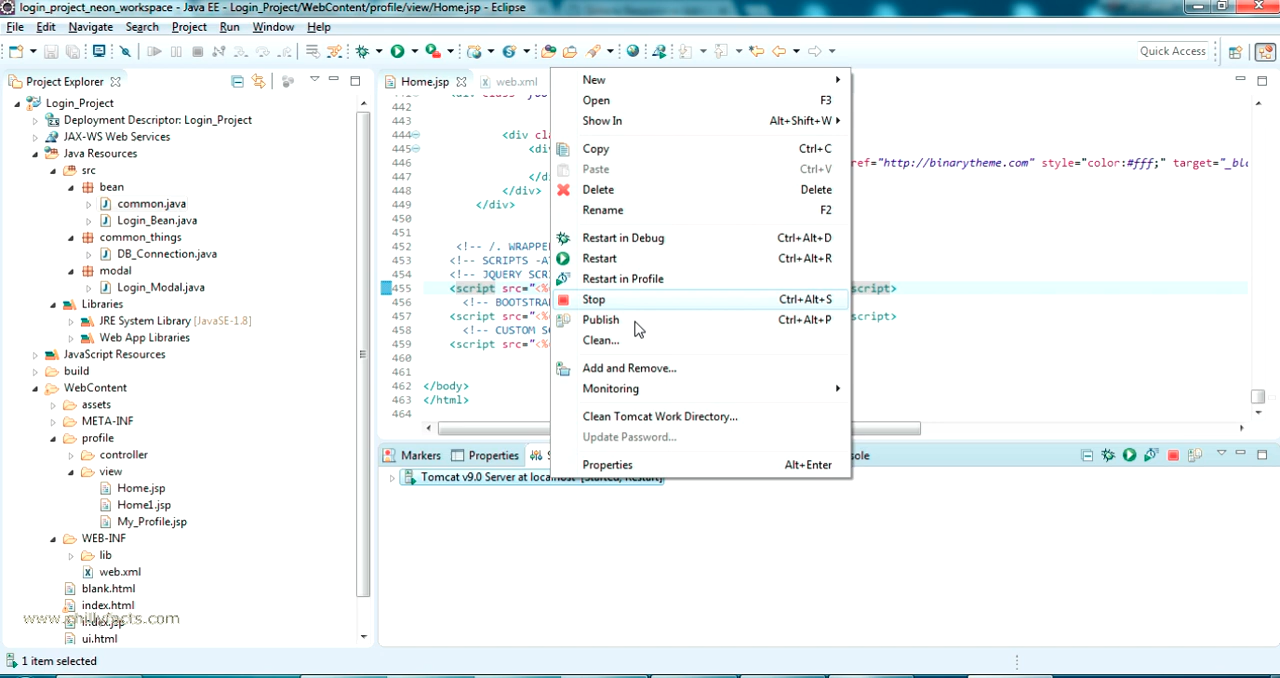 login_project_neon_workspace - Java EE - Login_Project/WebContent/profile/view/Home.jsp - Eclipse
File Edit Navigate Search Project Run Window Help
Quick Access
Project Explorer
Login_Project
Deployment Descriptor: Login_Project
JAX-WS Web Services
Java Resources
src
bean
common.java
Login_Bean.java
common_things
DB_Connection.java
modal
Login_Modal.java
Libraries
JRE System Library [JavaSE-1.8]
Web App Libraries
JavaScript Resources
build
WebContent
assets
META-INF
profile
controller
view
Home.jsp
Home1.jsp
My_Profile.jsp
WEB-INF
lib
web.xml
blank.html
index.html
www.phillyfacts.com
ui.html
Home.jsp web.xml
442
443
444 <div cla
445 <div
446 href="http://binarytheme.com" style="color:#fff;" target="_bl
447 </di
448 </div>
449 </div>
450
451
452 <!-- /. WRAPPE
453 <!-- SCRIPTS -A
454 <!-- JQUERY SCRI
455 <script src="<% script>
456 <!-- BOOTSTRA
457 <script src="<% script>
458 <!-- CUSTOM S
459 <script src="<%
460
461
462 </body>
463 </html>
464
New
Open F3
Show In Alt+Shift+W
Copy Ctrl+C
Paste Ctrl+V
Delete Delete
Rename F2
Restart in Debug Ctrl+Alt+D
Restart Ctrl+Alt+R
Restart in Profile
Stop Ctrl+Alt+S
Publish Ctrl+Alt+P
Clean...
Add and Remove...
Monitoring
Clean Tomcat Work Directory...
Update Password...
Properties Alt+Enter
Markers Properties S sole
Tomcat v9.0 Server at localhost [Started, Restart]
1 item selected